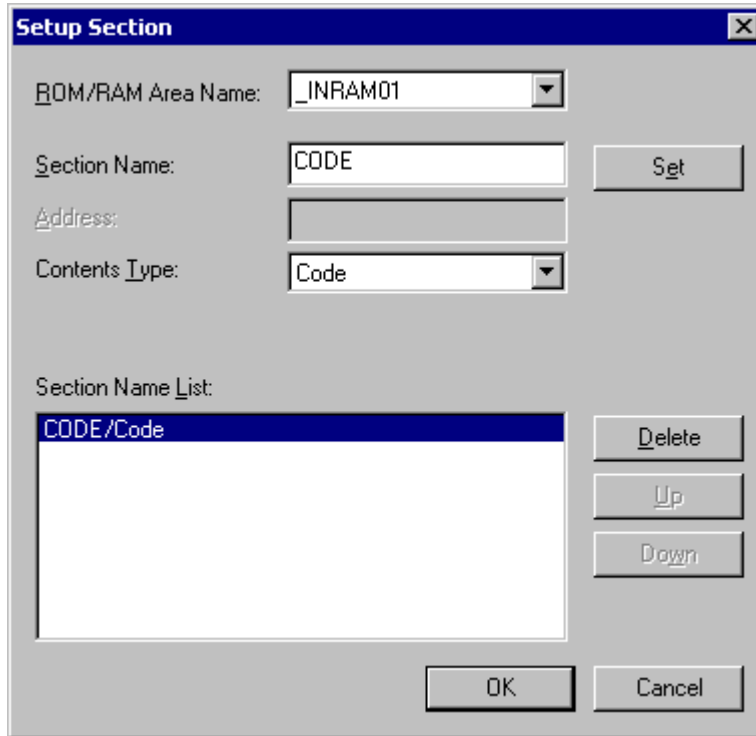 Setup Section
ROM/RAM Area Name: _INRAM01
Section Name: CODE Set
Address:
Contents Type: Code
Section Name List:
CODE/Code
Delete
Up
Down
OK Cancel